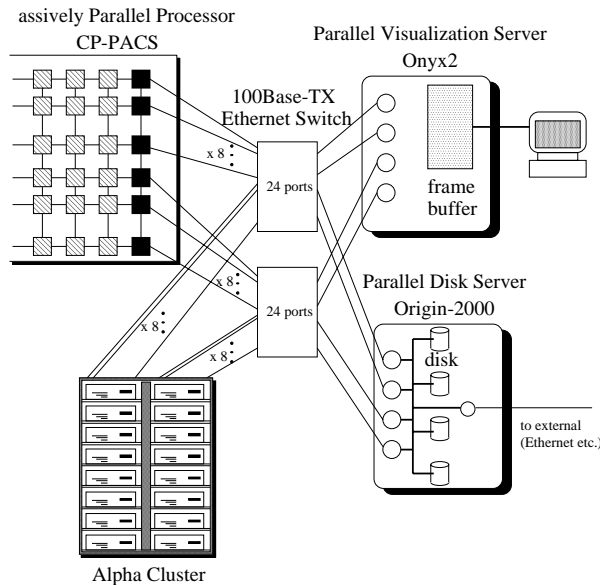 assively Parallel Processor
CP-PACS
Parallel Visualization Server
Onyx2
100Base-TX
Ethernet Switch
x 8
24 ports
frame
buffer
x 8
24 ports
Parallel Disk Server
Origin-2000
x 8
x 8
disk
to external
(Ethernet etc.)
Alpha Cluster